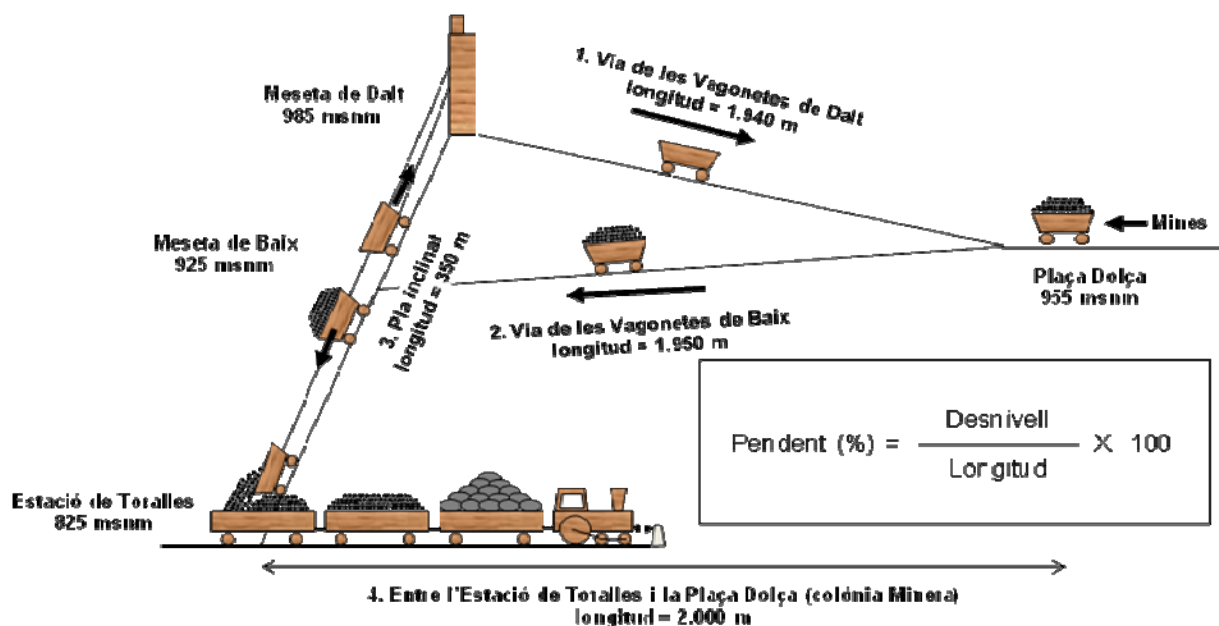 Meseta de Dalt
985 msnm
1. Via de les Vagonetes de Dalt
longitud = 1.940 m
Meseta de Baix
925 msnm
3. Pla inclinat
longitud = 350 m
Mines
Plaça Dolça
955 msnm
2. Via de les Vagonetes de Baix
longitud = 1.950 m
Pendent (%) =
Desnivell
Longitud
X 100
Estació de Toralles
825 msnm
4. Entre l'Estació de Toralles i la Plaça Dolça (colónia Minera)
longitud = 2.000 m